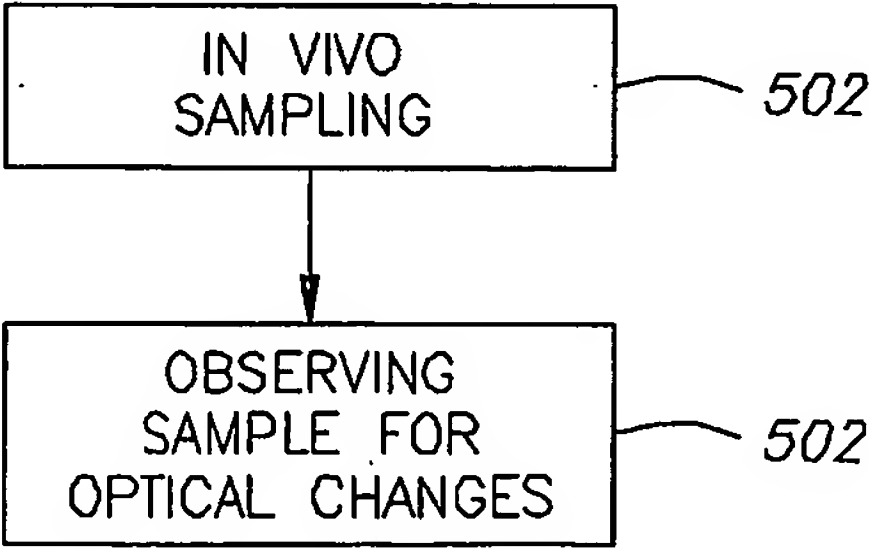 IN VIVO
SAMPLING
502
OBSERVING
SAMPLE FOR
OPTICAL CHANGES
502